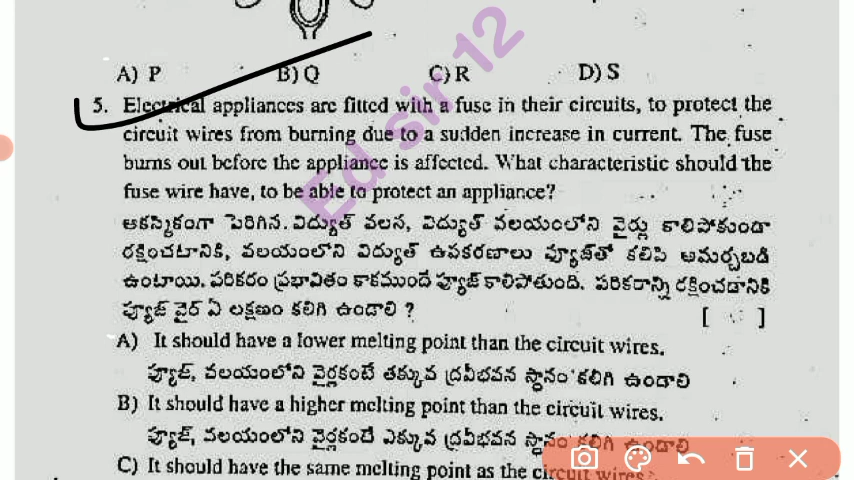 A) P B) Q C) R D) S
5. Electrical appliances are fitted with a fuse in their circuits, to protect the
circuit wires from burning due to a sudden increase in current. The fuse
burns out before the appliance is affected. What characteristic should the
fuse wire have, to be able to protect an appliance?
ఆకస్మికంగా పెరిగిన విద్యుత్ వలన, విద్యుత్ వలయంలోని వైర్లు కాలిపోకుండా
రక్షించటానికి, వలయంలోని విద్యుత్ ఉపకరణాలు ఫ్యూజ్‌తో కలిపి అమర్చబడి
ఉంటాయి. పరికరం ప్రభావితం కాకముందే ఫ్యూజ్ కాలిపోతుంది. పరికరాన్ని రక్షించడానికి
ఫ్యూజ్ వైర్ ఏ లక్షణం కలిగి ఉండాలి ? [ ]
A) It should have a lower melting point than the circuit wires.
ఫ్యూజ్, వలయంలోని వైర్లకంటే తక్కువ ద్రవీభవన స్థానం కలిగి ఉండాలి
B) It should have a higher melting point than the circuit wires.
ఫ్యూజ్, వలయంలోని వైర్లకంటే ఎక్కువ ద్రవీభవన స్థానం కలిగి ఉండాలి
C) It should have the same melting point as the circuit wires.
Ed sir 12